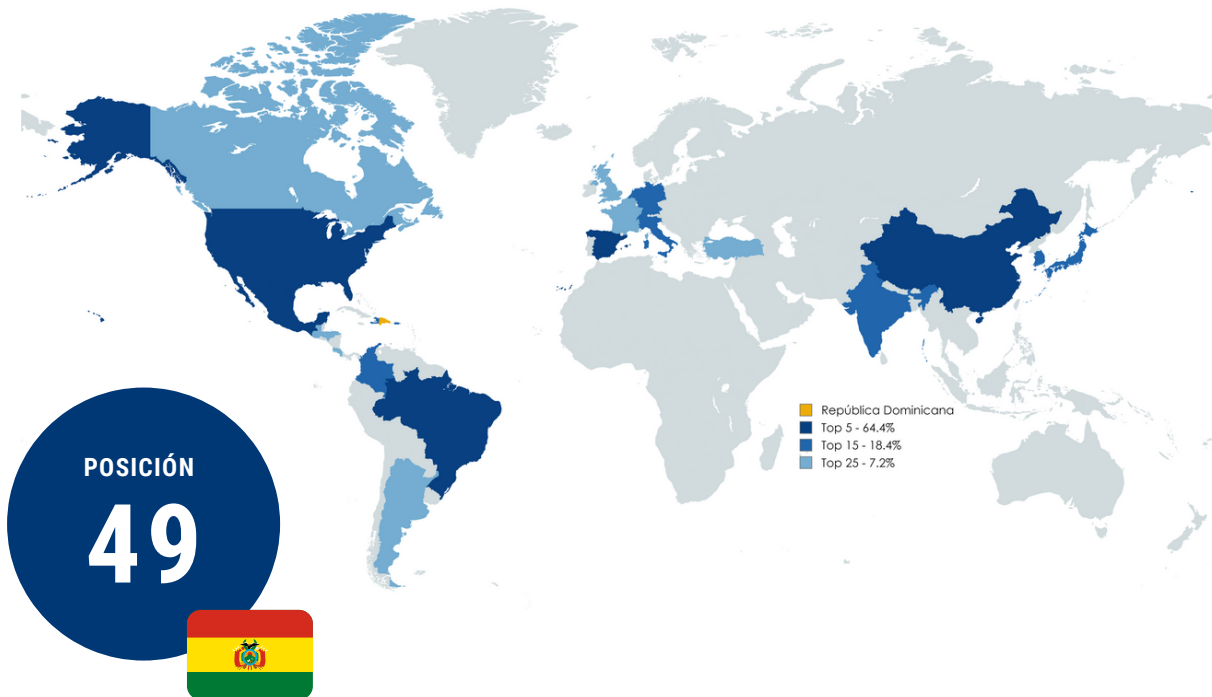 República Dominicana
Top 5 - 64.4%
Top 15 - 18.4%
Top 25 - 7.2%
POSICIÓN
49